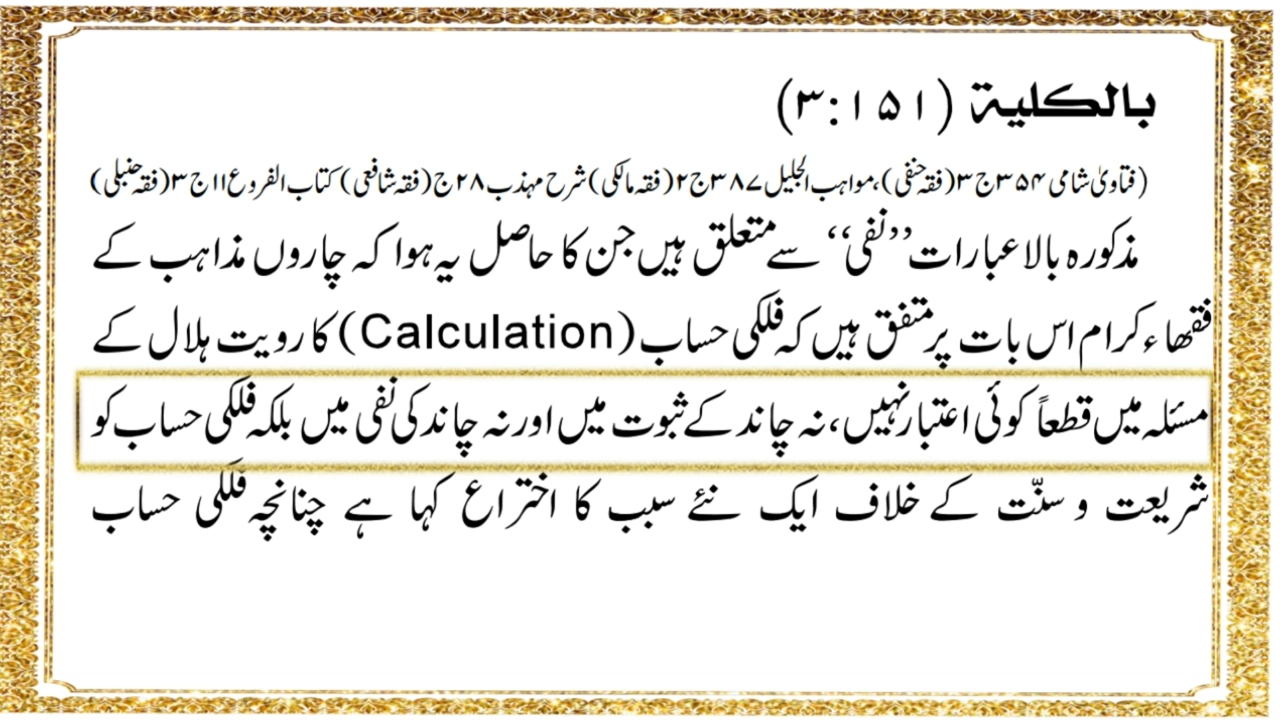 بالکلیة (۳:۱۵۱)
(فتاویٰ شامی ۳۵۴ ج ۳ (فقہ حنفی)، مواہب الجلیل ۳۸۷ ج ۲ (فقہ مالکی) شرح مہذب ۲۸ ج (فقہ شافعی) کتاب الفروع ۱۱ ج ۳ (فقہ حنبلی)
مذکورہ بالا عبارات ’’نفی‘‘ سے متعلق ہیں جن کا حاصل یہ ہوا کہ چاروں مذاہب کے
فقھاء کرام اس بات پر متفق ہیں کہ فلکی حساب (Calculation) کا رویت ہلال کے
مسئلہ میں قطعاً کوئی اعتبار نہیں، نہ چاند کے ثبوت میں اور نہ چاند کی نفی میں بلکہ فلکی حساب کو
شریعت و سنّت کے خلاف ایک نئے سبب کا اختراع کہا ہے چنانچہ فلکی حساب